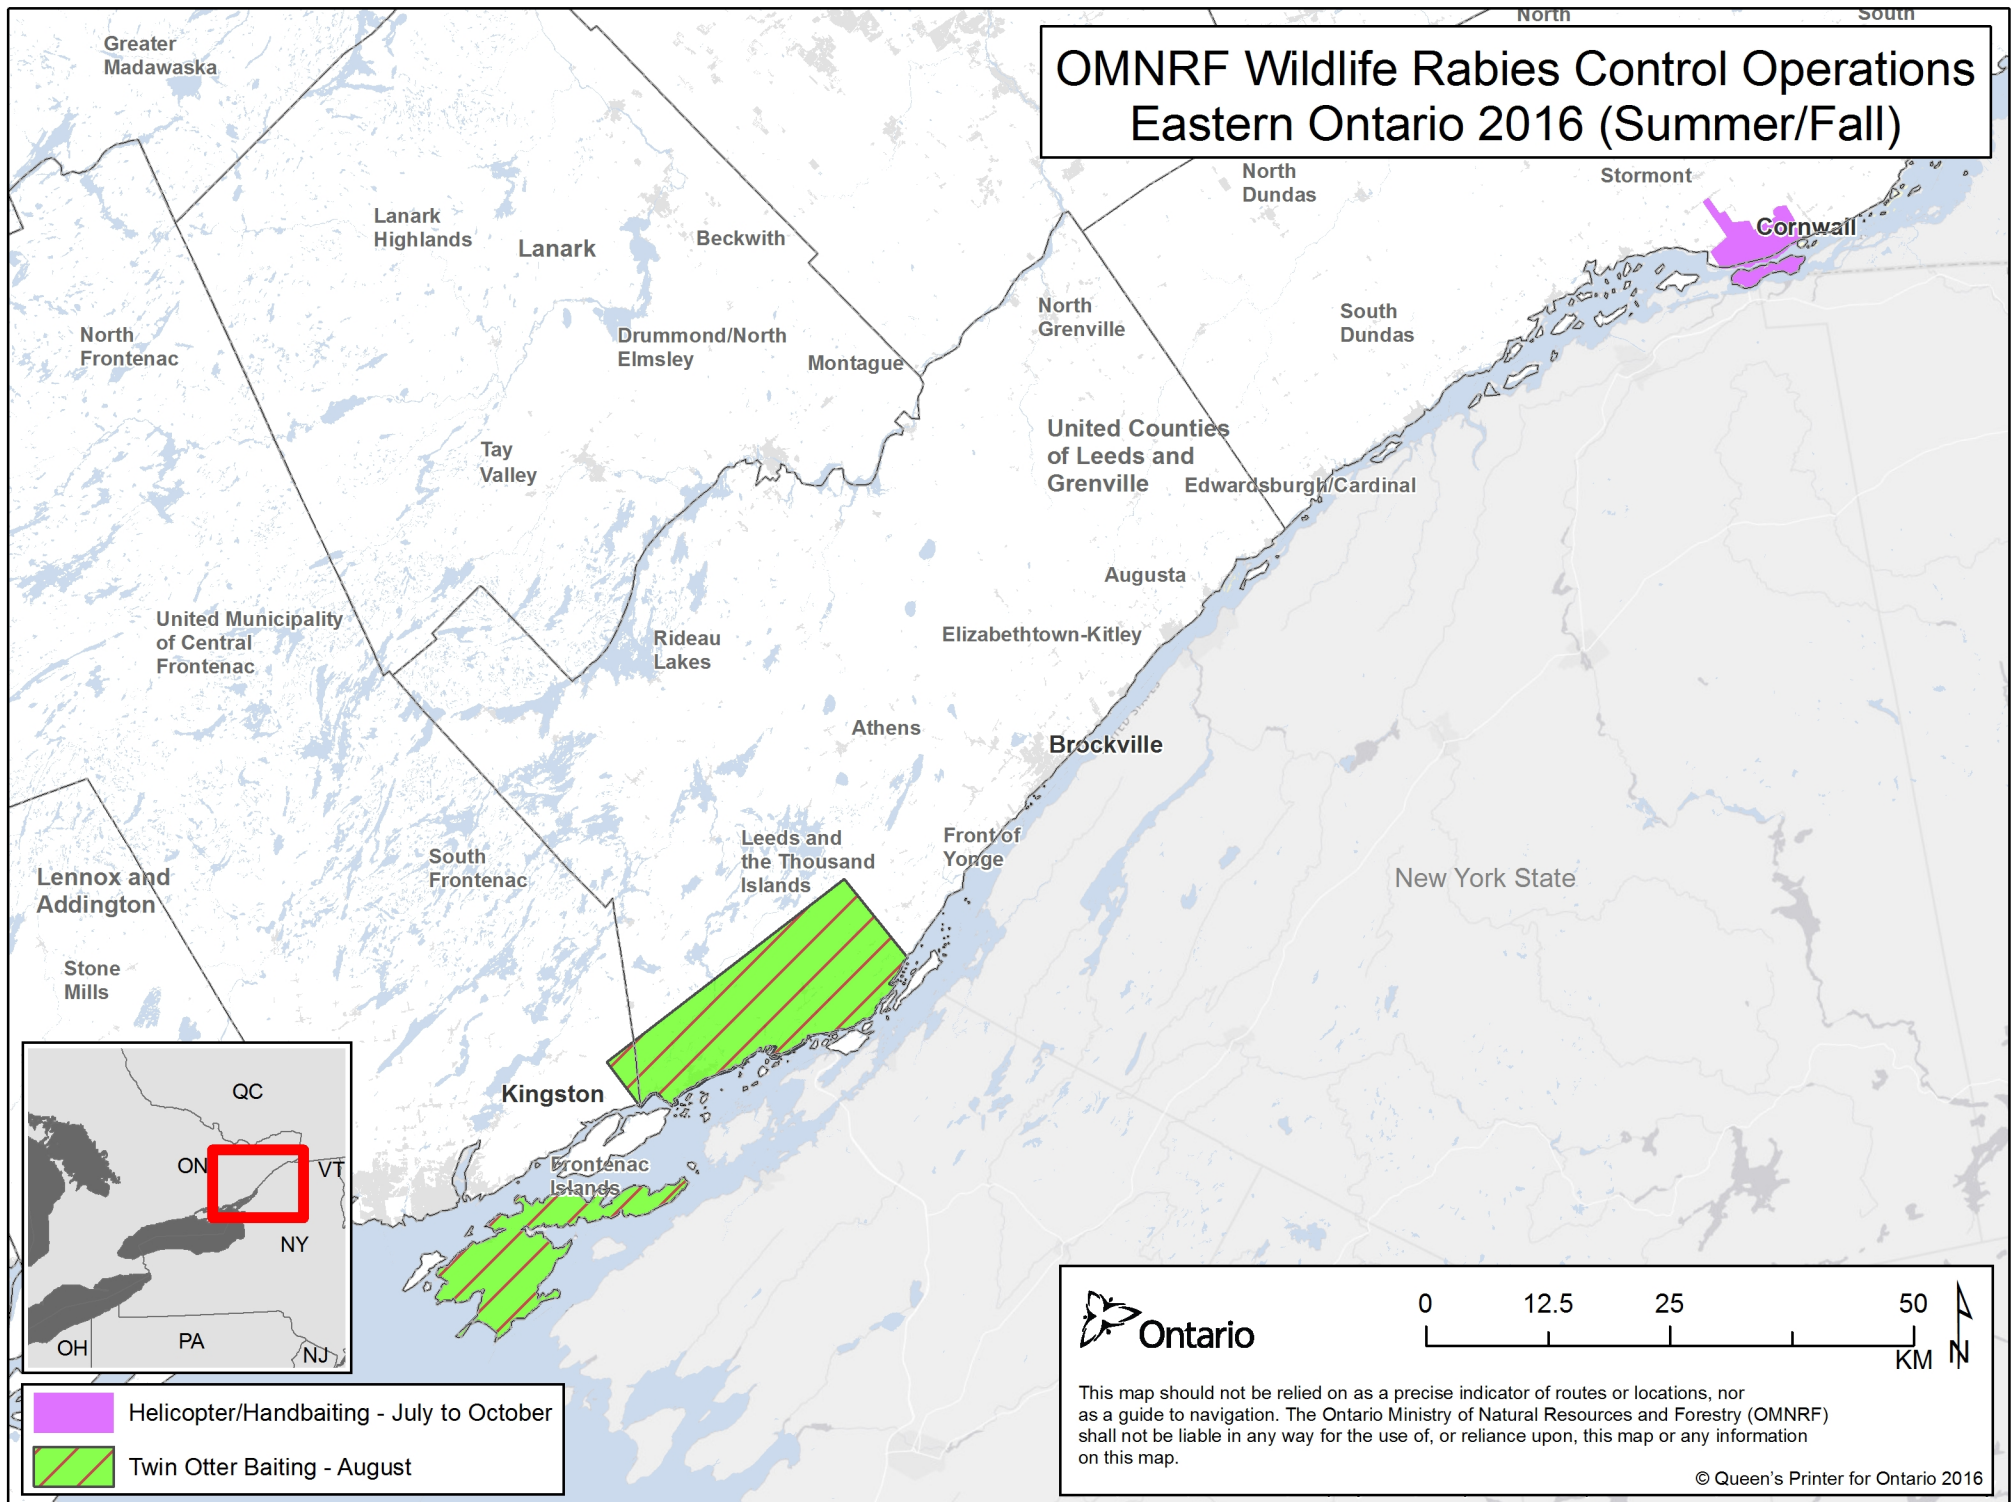 North
South
OMNRF Wildlife Rabies Control Operations
Eastern Ontario 2016 (Summer/Fall)
Greater
Madawaska
Lanark
Highlands
Lanark
Beckwith
North
Dundas
Stormont
Cornwall
North
Frontenac
Drummond/North
Elmsley
Montague
North
Grenville
South
Dundas
Tay
Valley
United Counties
of Leeds and
Grenville
Edwardsburgh/Cardinal
Augusta
United Municipality
of Central
Frontenac
Rideau
Lakes
Elizabethtown-Kitley
Athens
Brockville
Leeds and
the Thousand
Islands
Front of
Yonge
South
Frontenac
Lennox and
Addington
New York State
Stone
Mills
Kingston
Frontenac
Islands
QC
ON
VT
NY
PA
OH
NJ
Helicopter/Handbaiting - July to October
Twin Otter Baiting - August
Ontario
0 12.5 25 50
KM
N
This map should not be relied on as a precise indicator of routes or locations, nor
as a guide to navigation. The Ontario Ministry of Natural Resources and Forestry (OMNRF)
shall not be liable in any way for the use of, or reliance upon, this map or any information
on this map.
© Queen's Printer for Ontario 2016